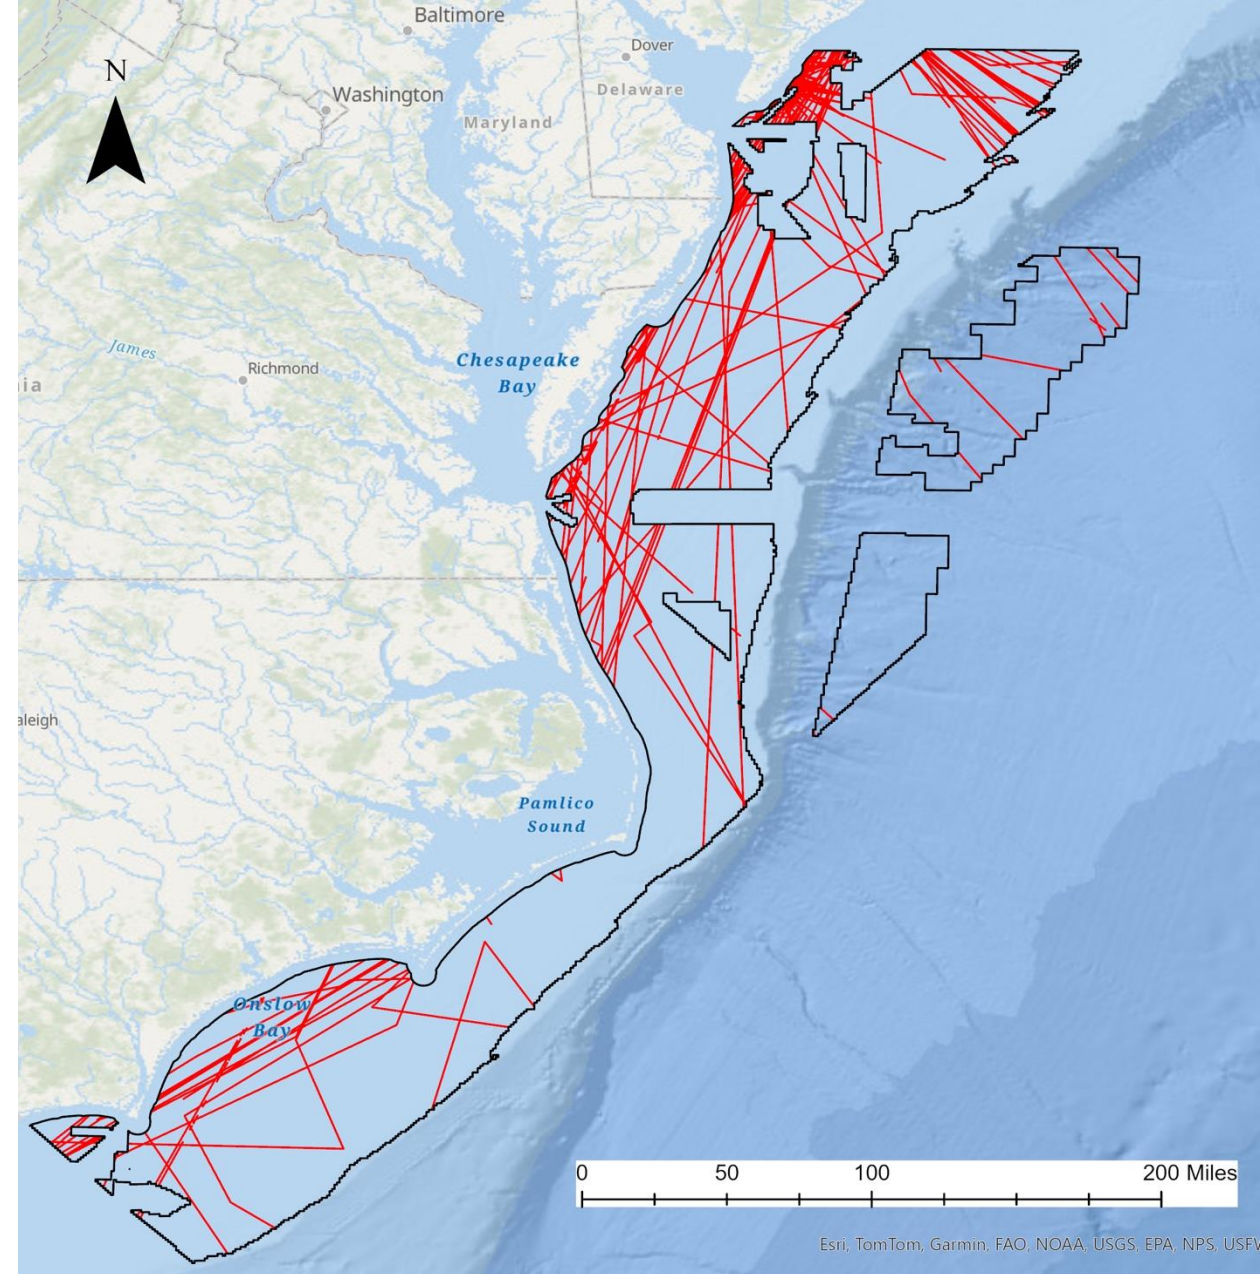 Baltimore
N
Dover
Washington
Delaware
Maryland
James
Chesapeake
Bay
Richmond
ia
aleigh
Pamlico
Sound
Onslow
Bay
0 50 100 200 Miles
Esri, TomTom, Garmin, FAO, NOAA, USGS, EPA, NPS, USFW